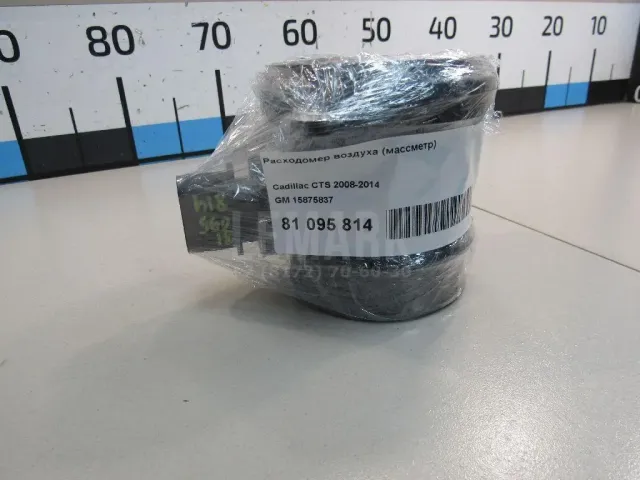 80 70 60 50 40 30 20 10
Расходомер воздуха (массметр)
Cadillac CTS 2008-2014
GM 15875837
81 095 814
814